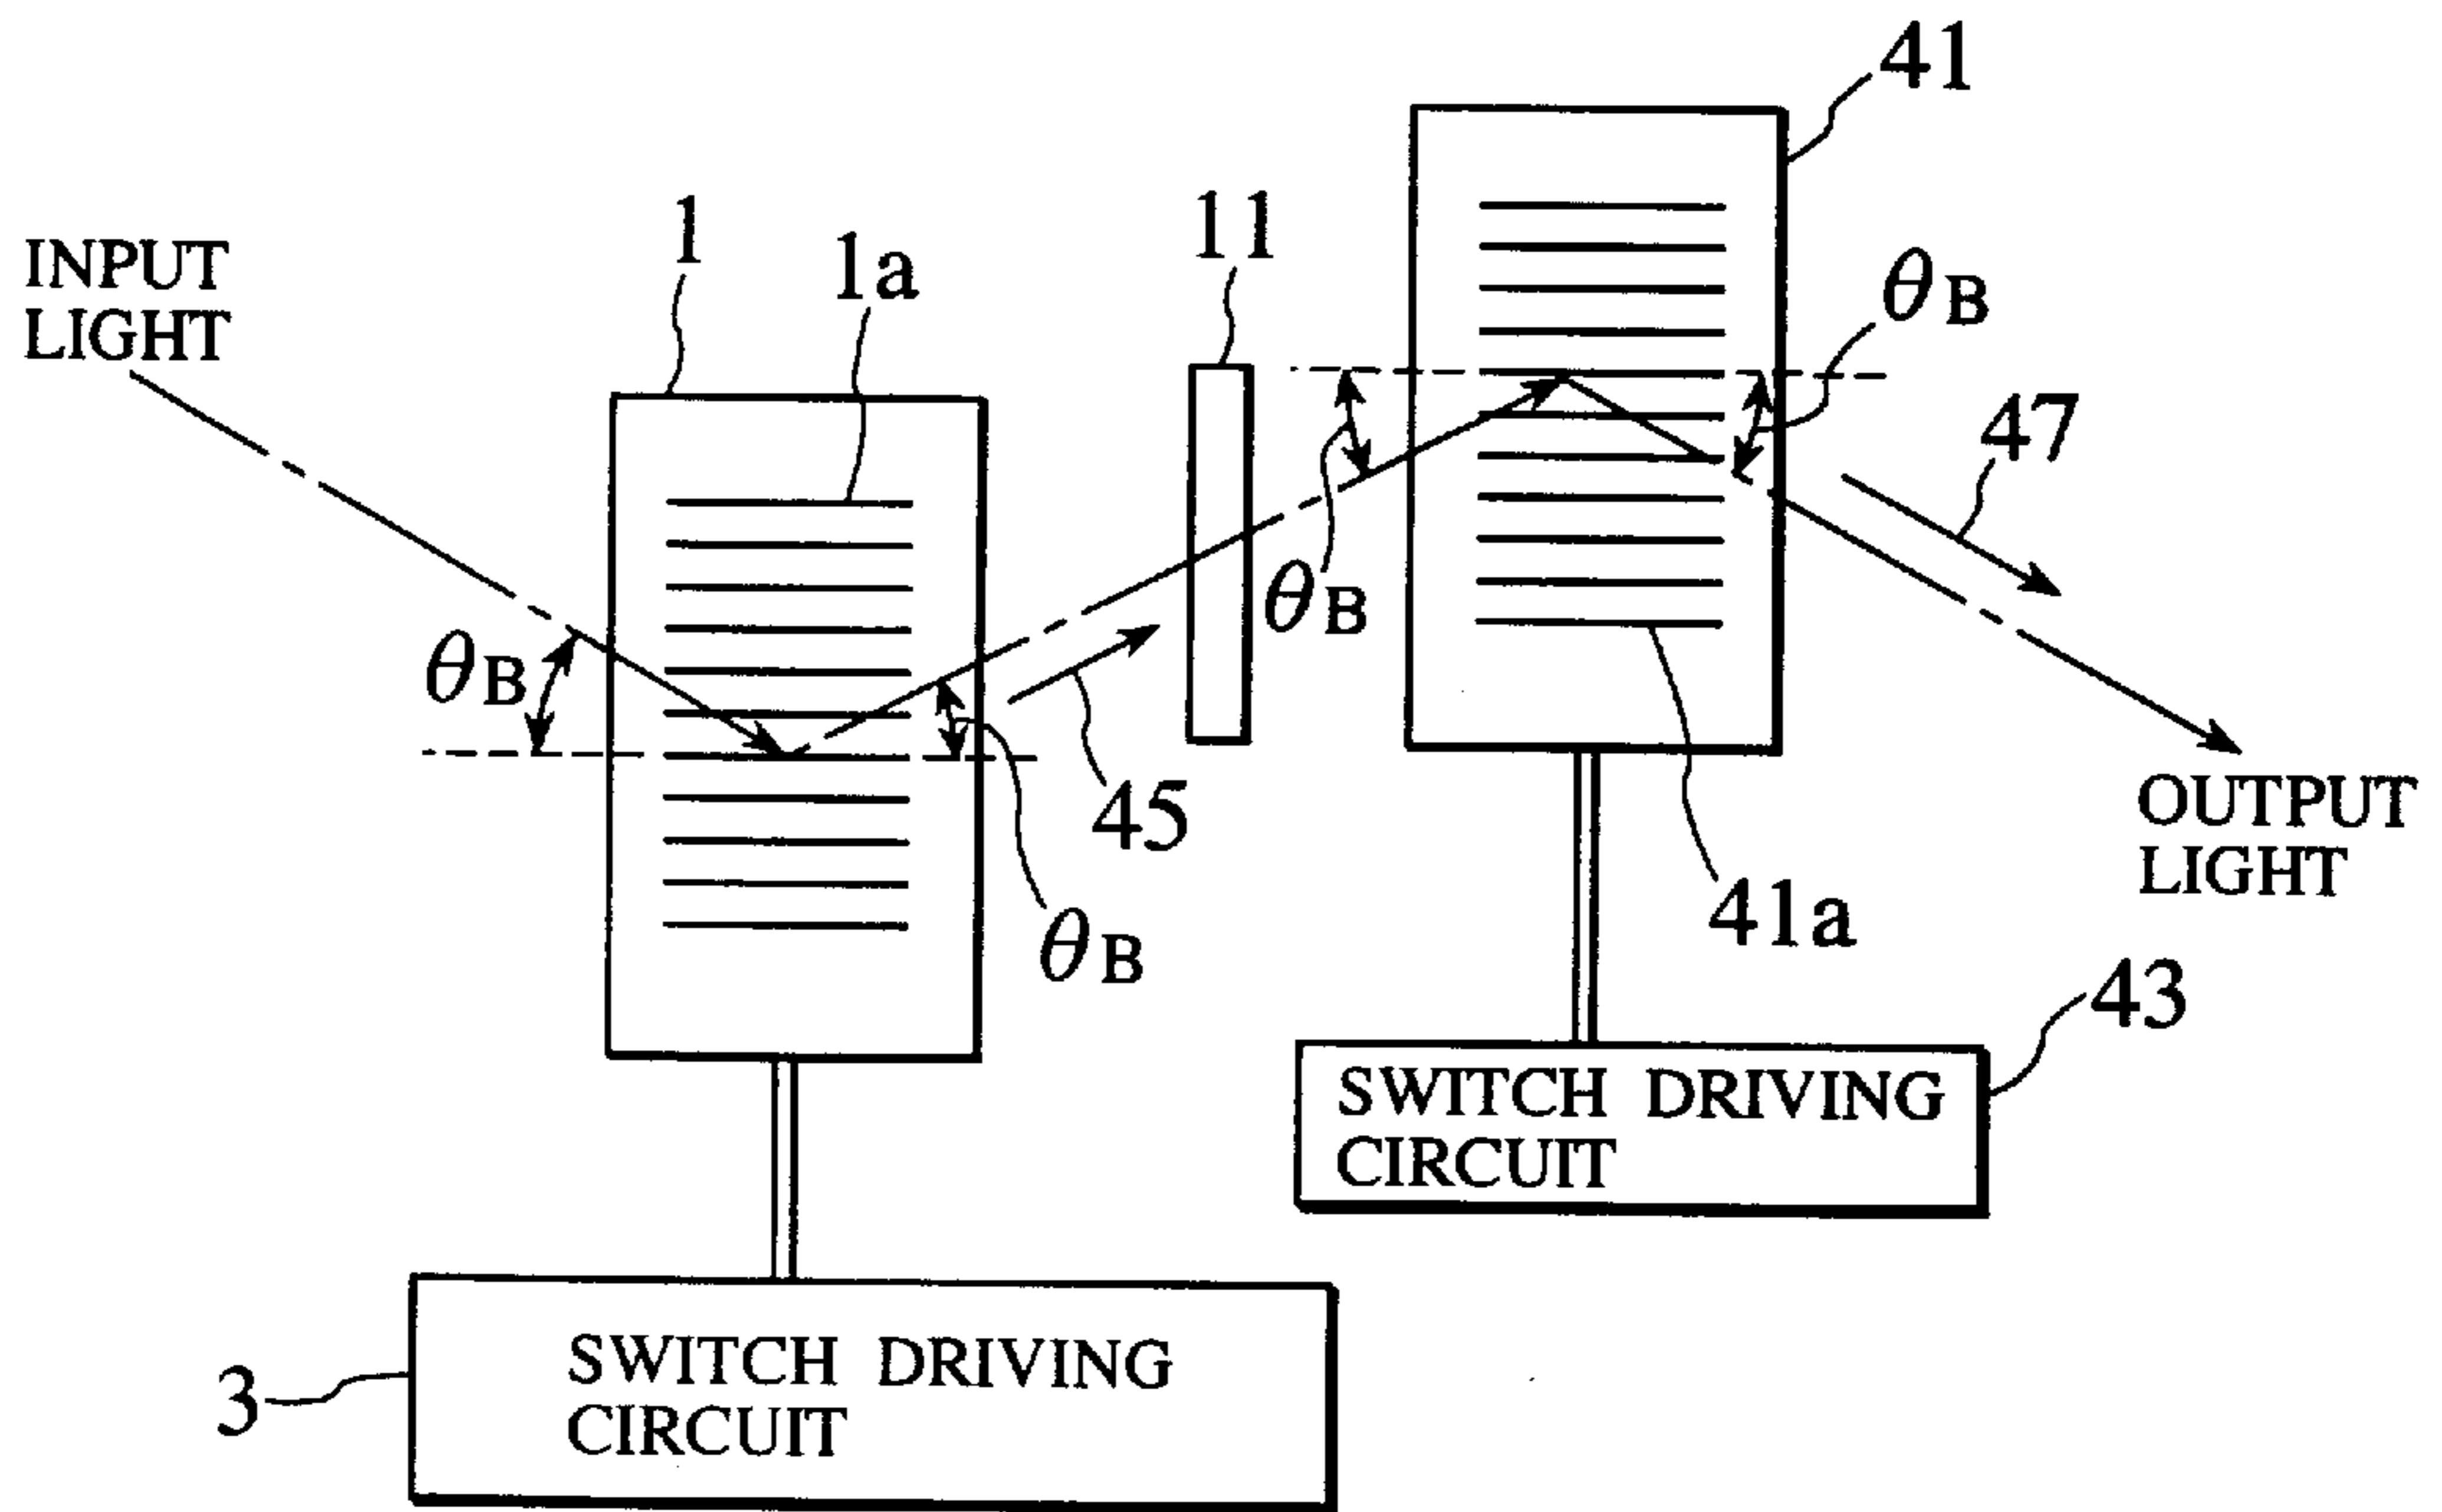 41
1
11
1a
INPUT
LIGHT
θB
47
θB
θB
45
OUTPUT
LIGHT
41a
θB
43
SWITCH DRIVING
CIRCUIT
3
SWITCH DRIVING
CIRCUIT